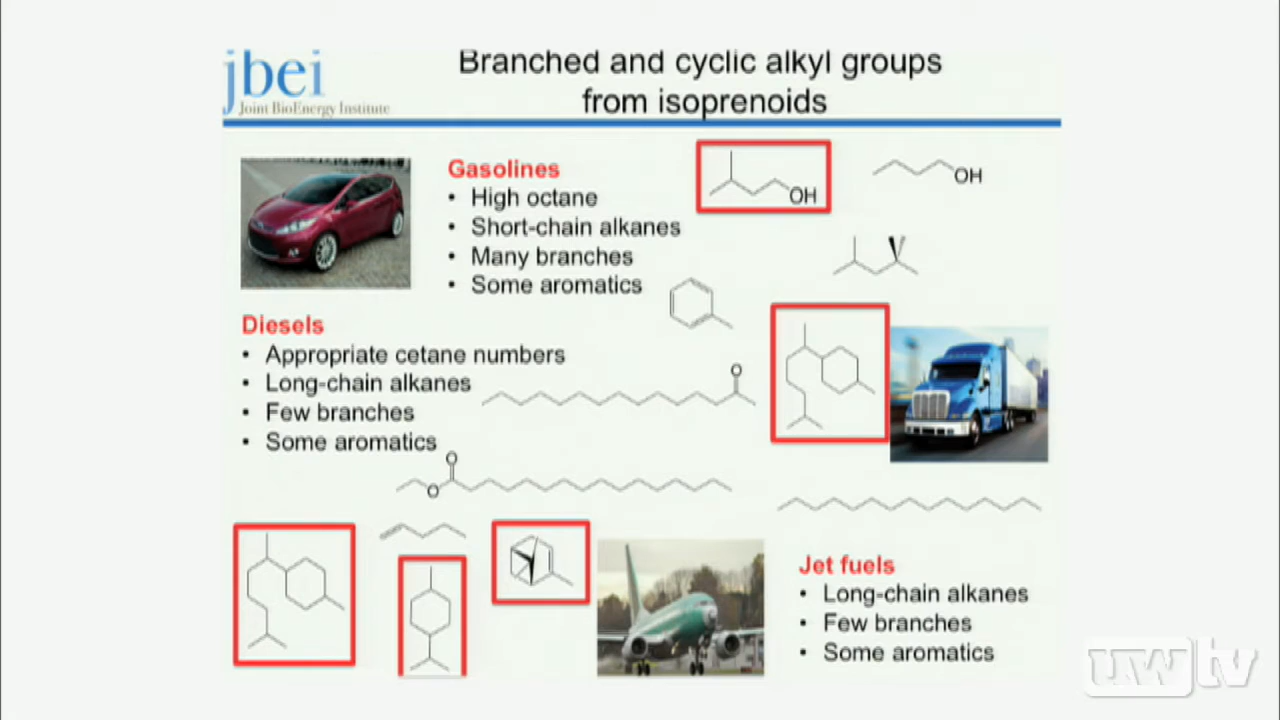 jbei
Joint BioEnergy Institute
Branched and cyclic alkyl groups
from isoprenoids
Gasolines
• High octane
• Short-chain alkanes
• Many branches
• Some aromatics
OH
OH
Diesels
• Appropriate cetane numbers
• Long-chain alkanes
• Few branches
• Some aromatics
O
O
O
Jet fuels
• Long-chain alkanes
• Few branches
• Some aromatics
uwtv